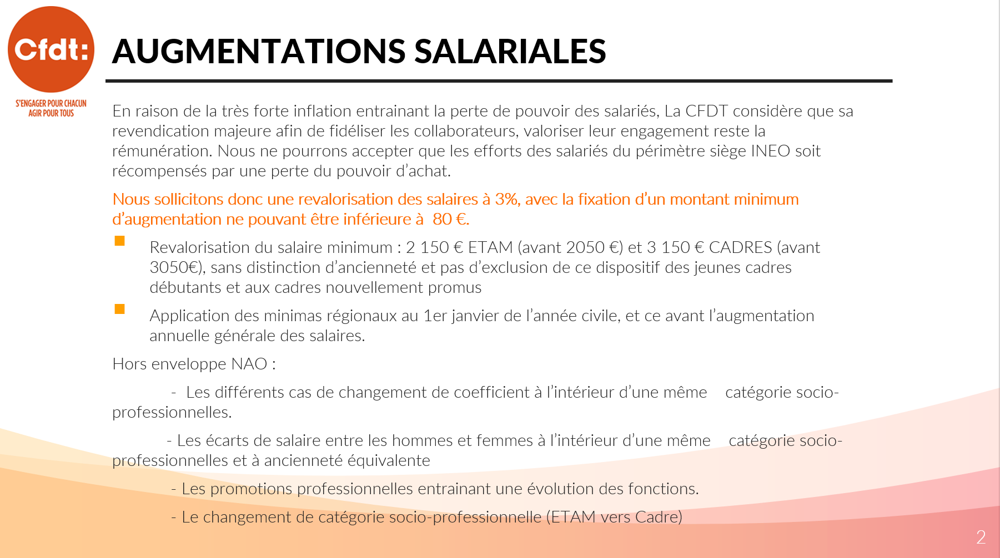 Cfdt:
S'ENGAGER POUR CHACUN
AGIR POUR TOUS
AUGMENTATIONS SALARIALES
En raison de la très forte inflation entrainant la perte de pouvoir des salariés, La CFDT considère que sa
revendication majeure afin de fidéliser les collaborateurs, valoriser leur engagement reste la
rémunération. Nous ne pourrons accepter que les efforts des salariés du périmètre siège INEO soit
récompensés par une perte du pouvoir d’achat.
Nous sollicitons donc une revalorisation des salaires à 3%, avec la fixation d’un montant minimum
d’augmentation ne pouvant être inférieure à  80 €.
Revalorisation du salaire minimum : 2 150 € ETAM (avant 2050 €) et 3 150 € CADRES (avant
3050€), sans distinction d’ancienneté et pas d’exclusion de ce dispositif des jeunes cadres
débutants et aux cadres nouvellement promus
Application des minimas régionaux au 1er janvier de l’année civile, et ce avant l’augmentation
annuelle générale des salaires.
Hors enveloppe NAO :
-  Les différents cas de changement de coefficient à l’intérieur d’une même    catégorie socio-
professionnelles.
- Les écarts de salaire entre les hommes et femmes à l’intérieur d’une même    catégorie socio-
professionnelles et à ancienneté équivalente
- Les promotions professionnelles entrainant une évolution des fonctions.
- Le changement de catégorie socio-professionnelle (ETAM vers Cadre)
2